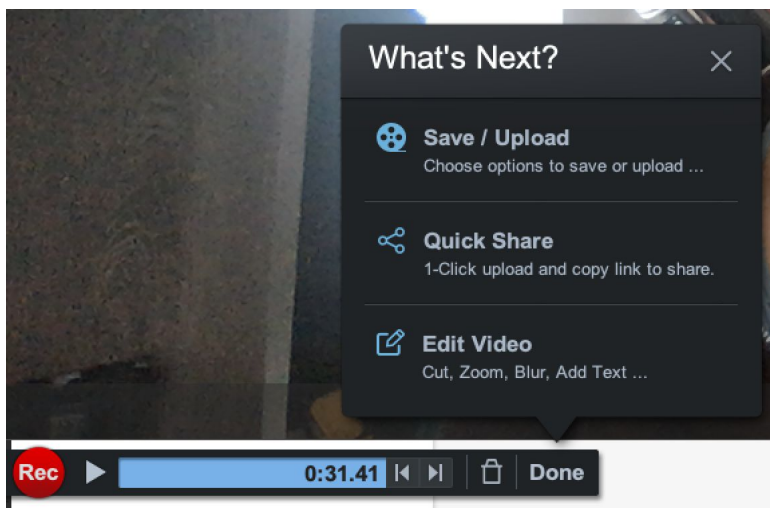 What's Next?
Save / Upload
Choose options to save or upload ...
Quick Share
1-Click upload and copy link to share.
Edit Video
Cut, Zoom, Blur, Add Text ...
Rec
0:31.41
Done